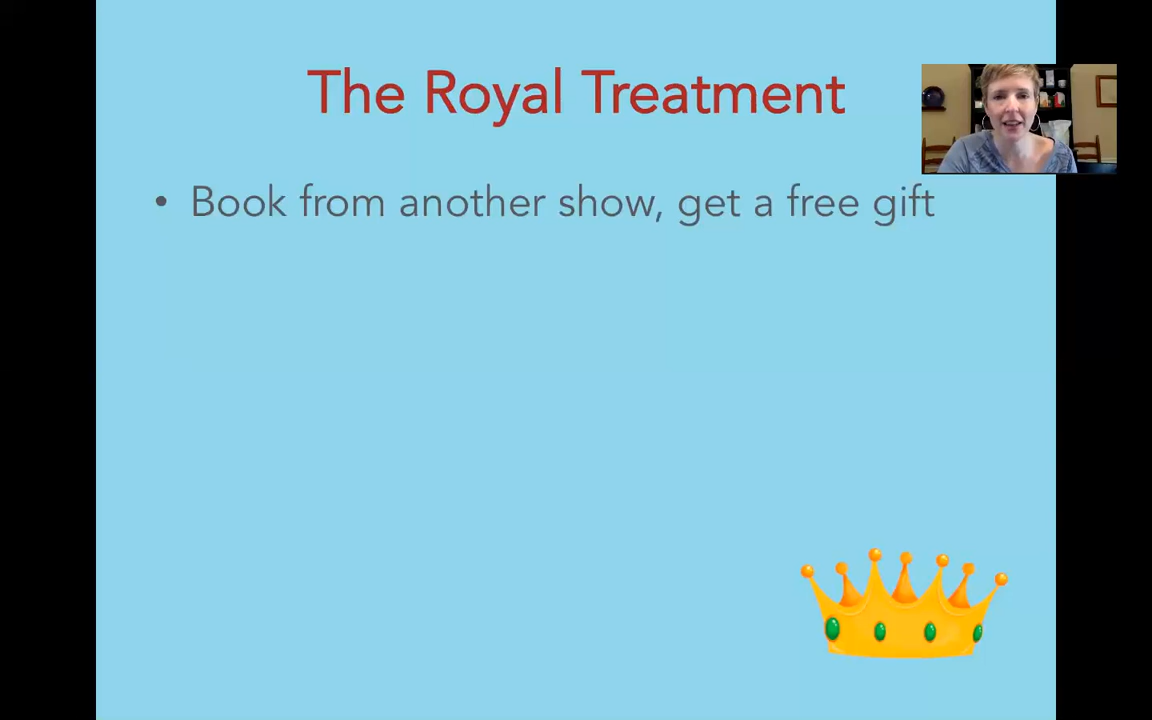 The Royal Treatment
• Book from another show, get a free gift